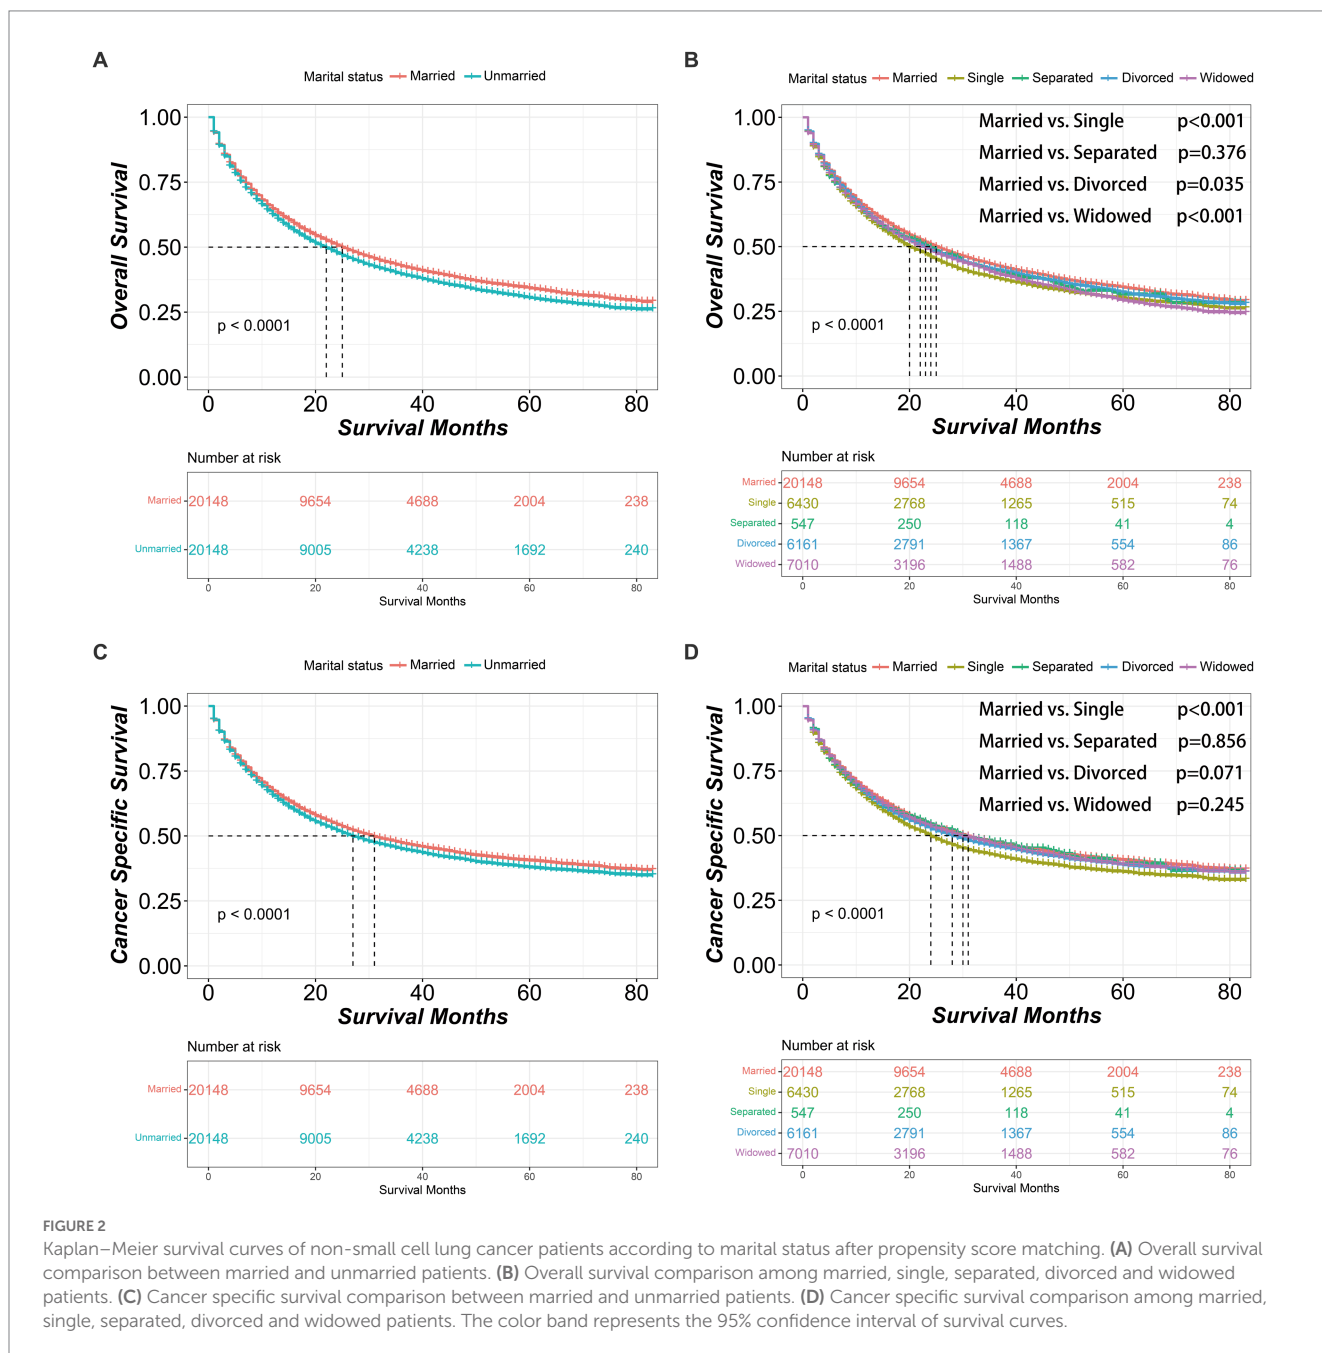 A
Marital status Married Unmarried
1.00
0.75
0.50
0.25
0.00
Overall Survival
p < 0.0001
0 20 40 60 80
Survival Months
Number at risk
Married 20148 9654 4688 2004 238
Unmarried 20148 9005 4238 1692 240
0 20 40 60 80
Survival Months
B
Marital status Married Single Separated Divorced Widowed
Married vs. Single p<0.001
Married vs. Separated p=0.376
Married vs. Divorced p=0.035
Married vs. Widowed p<0.001
1.00
0.75
0.50
0.25
0.00
Overall Survival
p < 0.0001
0 20 40 60 80
Survival Months
Number at risk
Married 20148 9654 4688 2004 238
Single 6430 2768 1265 515 74
Separated 547 250 118 41 4
Divorced 6161 2791 1367 554 86
Widowed 7010 3196 1488 582 76
0 20 40 60 80
Survival Months
C
Marital status Married Unmarried
1.00
0.75
0.50
0.25
0.00
Cancer Specific Survival
p < 0.0001
0 20 40 60 80
Survival Months
Number at risk
Married 20148 9654 4688 2004 238
Unmarried 20148 9005 4238 1692 240
0 20 40 60 80
Survival Months
D
Marital status Married Single Separated Divorced Widowed
Married vs. Single p<0.001
Married vs. Separated p=0.856
Married vs. Divorced p=0.071
Married vs. Widowed p=0.245
1.00
0.75
0.50
0.25
0.00
Cancer Specific Survival
p < 0.0001
0 20 40 60 80
Survival Months
Number at risk
Married 20148 9654 4688 2004 238
Single 6430 2768 1265 515 74
Separated 547 250 118 41 4
Divorced 6161 2791 1367 554 86
Widowed 7010 3196 1488 582 76
0 20 40 60 80
Survival Months
FIGURE 2
Kaplan–Meier survival curves of non-small cell lung cancer patients according to marital status after propensity score matching. (A) Overall survival
comparison between married and unmarried patients. (B) Overall survival comparison among married, single, separated, divorced and widowed
patients. (C) Cancer specific survival comparison between married and unmarried patients. (D) Cancer specific survival comparison among married,
single, separated, divorced and widowed patients. The color band represents the 95% confidence interval of survival curves.